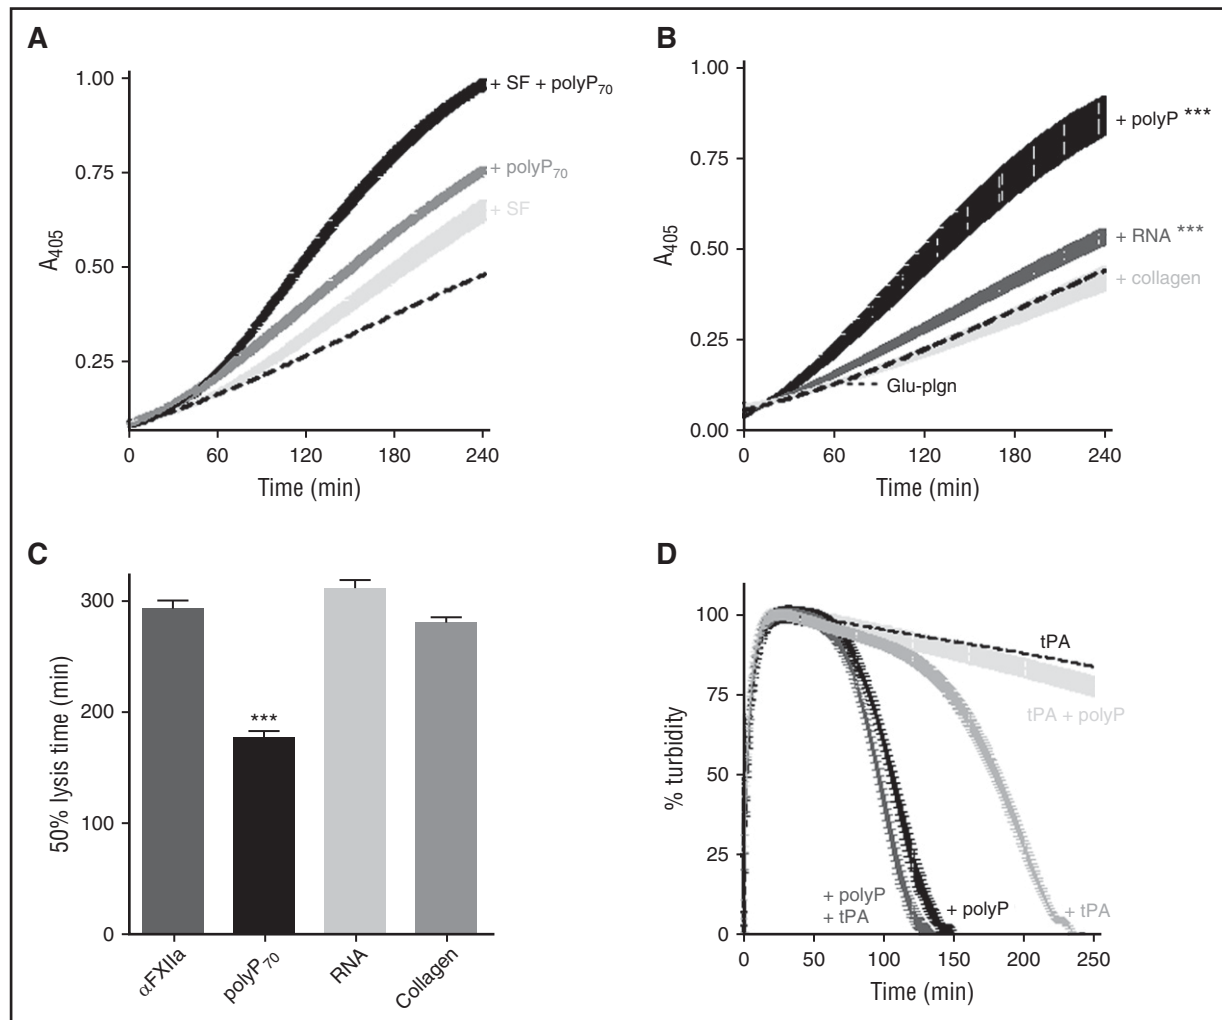 A
1.00
0.75
0.50
0.25
A405
0
60
120
180
240
Time (min)
+ SF + polyP70
+ polyP70
+ SF
B
1.00
0.75
0.50
0.25
0.00
A405
0
60
120
180
240
Time (min)
+ polyP ***
+ RNA ***
+ collagen
Glu-plgn
C
300
200
100
0
50% lysis time (min)
***
αFXIIa
polyP70
RNA
Collagen
D
100
75
50
25
0
% turbidity
0
50
100
150
200
250
Time (min)
tPA
tPA + polyP
+ polyP
+ tPA
+ polyP
+ tPA